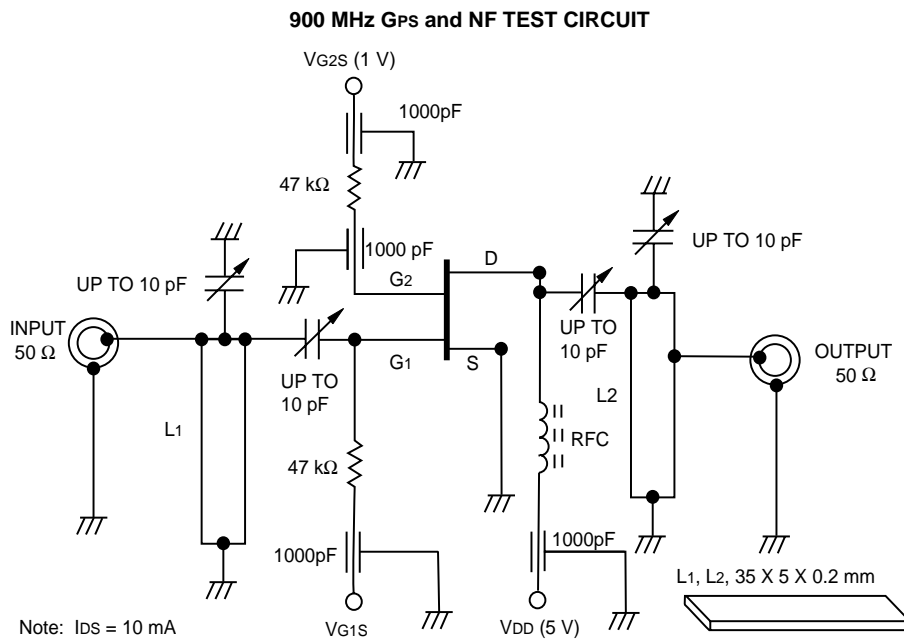 900 MHz GPS and NF TEST CIRCUIT
VG2S (1 V)
1000pF
47 kΩ
1000 pF
UP TO 10 pF
UP TO 10 pF
D
G2
INPUT
50 Ω
UP TO
10 pF
G1
S
UP TO
10 pF
OUTPUT
50 Ω
L1
L2
RFC
47 kΩ
1000pF
1000pF
L1, L2, 35 X 5 X 0.2 mm
Note: IDS = 10 mA
VG1S
VDD (5 V)